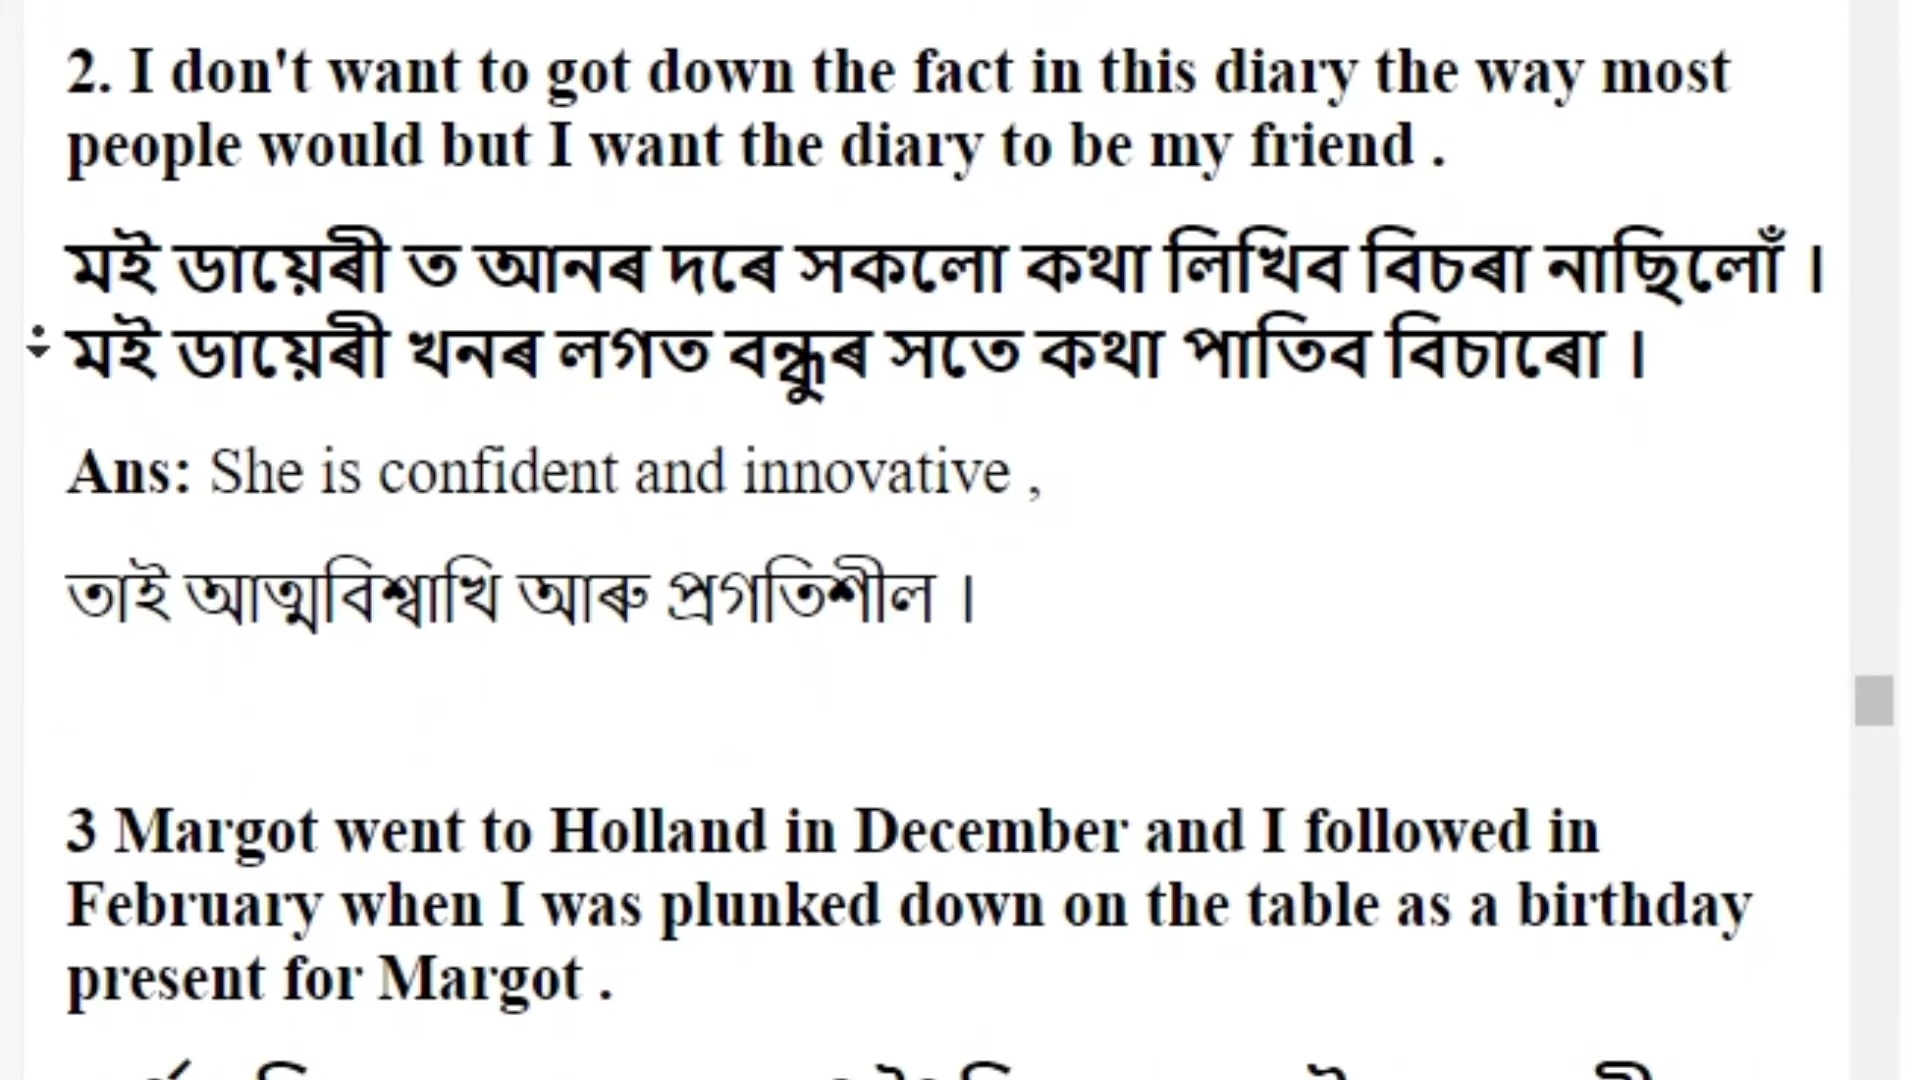 2. I don't want to got down the fact in this diary the way most
people would but I want the diary to be my friend .
মই ডায়েৰী ত আনৰ দৰে সকলো কথা লিখিব বিচৰা নাছিলোঁ ।
মই ডায়েৰী খনৰ লগত বন্ধুৰ সতে কথা পাতিব বিচাৰো ।
Ans: She is confident and innovative ,
তাই আত্মবিশ্বাখি আৰু প্ৰগতিশীল ।
3 Margot went to Holland in December and I followed in
February when I was plunked down on the table as a birthday
present for Margot .